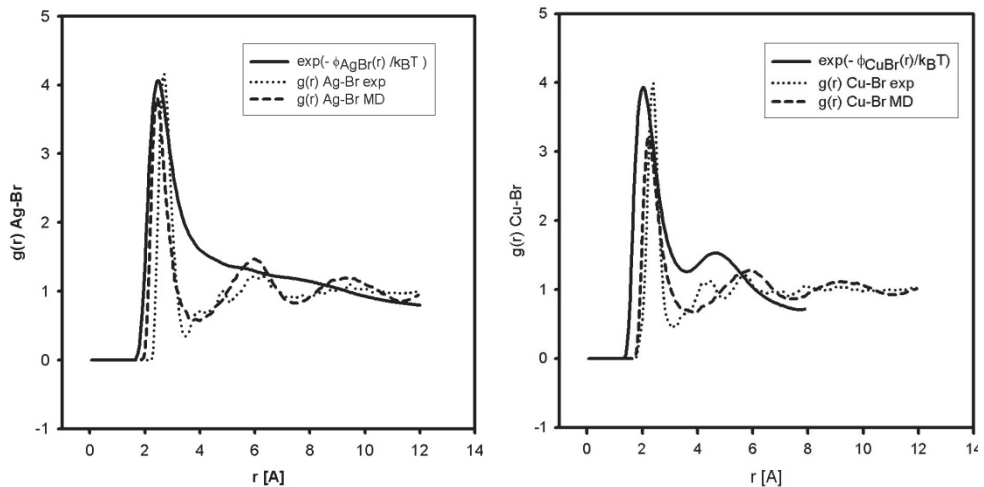 5
4
3
2
1
0
-1
g(r) Ag-Br
exp(- ϕAgBr(r) /kBT )
g(r) Ag-Br exp
g(r) Ag-Br MD
0 2 4 6 8 10 12 14
r [A]
5
4
3
2
1
0
-1
g(r) Cu-Br
exp(- ϕCuBr(r)/kBT)
g(r) Cu-Br exp
g(r) Cu-Br MD
0 2 4 6 8 10 12 14
r [A]